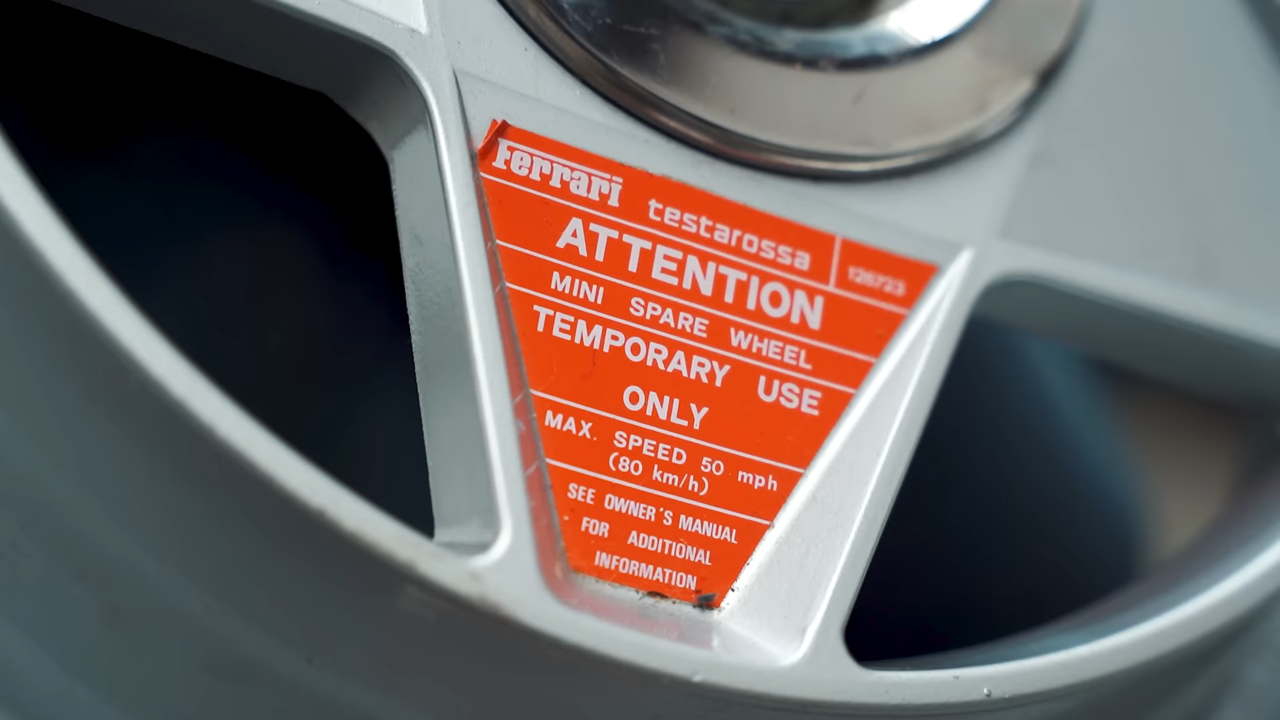 Ferrari testarossa 126723
ATTENTION
MINI SPARE WHEEL
TEMPORARY USE
ONLY
MAX. SPEED 50 mph
(80 km/h)
SEE OWNER'S MANUAL
FOR ADDITIONAL
INFORMATION